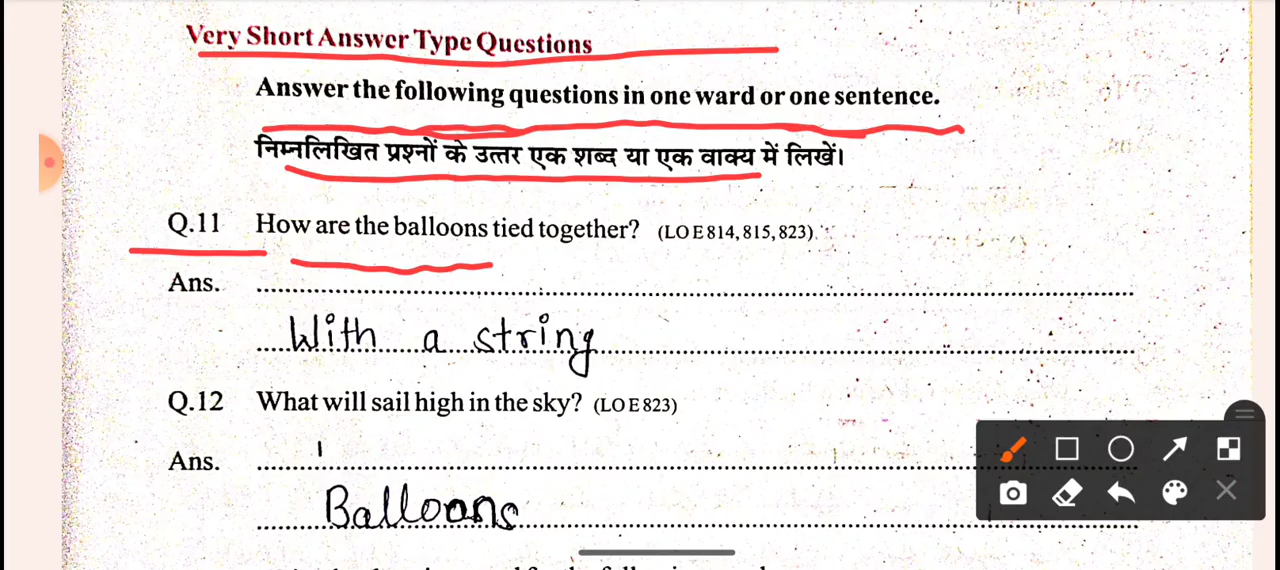 Very Short Answer Type Questions
Answer the following questions in one ward or one sentence.
निम्नलिखित प्रश्नों के उत्तर एक शब्द या एक वाक्य में लिखें।
Q.11 How are the balloons tied together? (LO E 814, 815, 823)
Ans.
With a string
Q.12 What will sail high in the sky? (LO E 823)
Ans.
Balloons